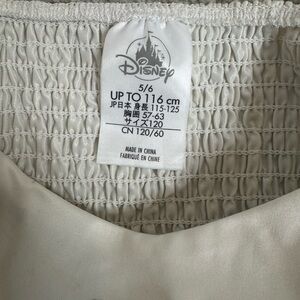 Disney
5/6
UP TO 116 cm
JP日本 身長 115-125
胸囲 57-63
サイズ120
CN 120/60
MADE IN CHINA
FABRIQUÉ EN CHINE